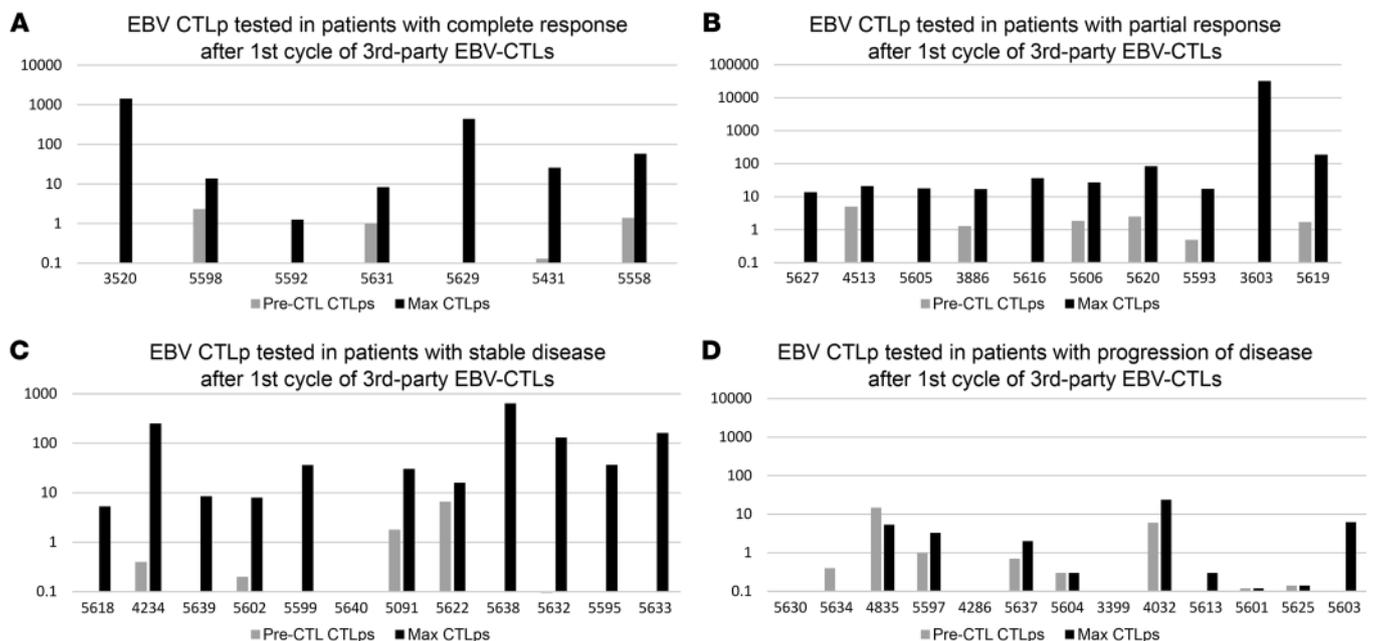 A
EBV CTLp tested in patients with complete response
after 1st cycle of 3rd-party EBV-CTLs
10000
1000
100
10
1
0.1
3520 5598 5592 5631 5629 5431 5558
Pre-CTL CTLps Max CTLps
B
EBV CTLp tested in patients with partial response
after 1st cycle of 3rd-party EBV-CTLs
100000
10000
1000
100
10
1
0.1
5627 4513 5605 3886 5616 5606 5620 5593 3603 5619
Pre-CTL CTLps Max CTLps
C
EBV CTLp tested in patients with stable disease
after 1st cycle of 3rd-party EBV-CTLs
1000
100
10
1
0.1
5618 4234 5639 5602 5599 5640 5091 5622 5638 5632 5595 5633
Pre-CTL CTLps Max CTLps
D
EBV CTLp tested in patients with progression of disease
after 1st cycle of 3rd-party EBV-CTLs
10000
1000
100
10
1
0.1
5630 5634 4835 5597 4286 5637 5604 3399 4032 5613 5601 5625 5603
Pre-CTL CTLps Max CTLps